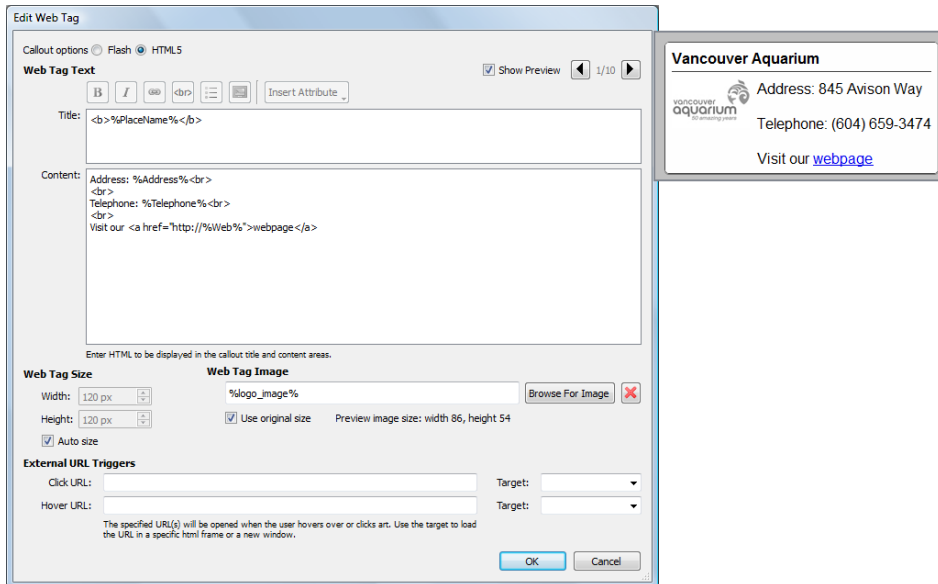 Edit Web Tag
Callout options Flash HTML5
Web Tag Text
Show Preview 1/10
B I <br> Insert Attribute
Title: <b>%PlaceName%</b>
Content: Address: %Address%<br>
<br>
Telephone: %Telephone%<br>
<br>
Visit our <a href="http://%Web%">webpage</a>
Enter HTML to be displayed in the callout title and content areas.
Web Tag Size
Width: 120 px
Height: 120 px
Auto size
Web Tag Image
%logo_image% Browse For Image
Use original size Preview image size: width 86, height 54
External URL Triggers
Click URL: Target:
Hover URL: Target:
The specified URL(s) will be opened when the user hovers over or clicks art. Use the target to load
the URL in a specific html frame or a new window.
OK Cancel
Vancouver Aquarium
vancouver
aquarium
50 amazing years
Address: 845 Avison Way
Telephone: (604) 659-3474
Visit our webpage